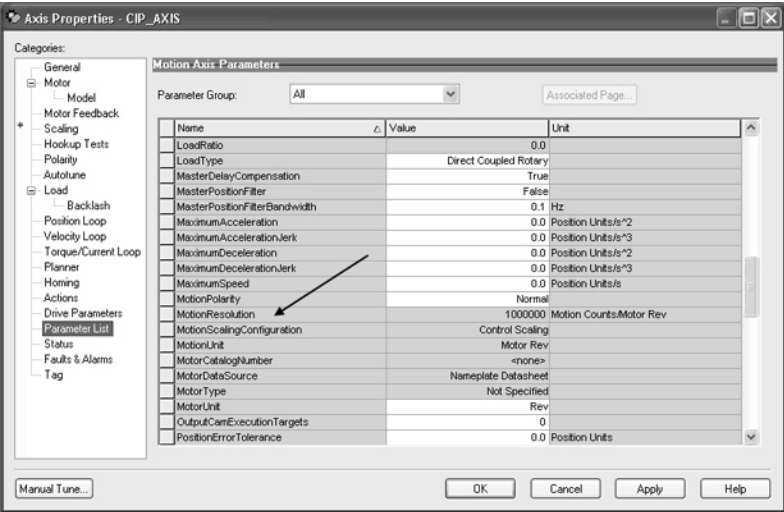 Axis Properties - CIP_AXIS
Categories:
General
Motor
Model
Motor Feedback
Scaling
Hookup Tests
Polarity
Autotune
Load
Backlash
Position Loop
Velocity Loop
Torque/Current Loop
Planner
Homing
Actions
Drive Parameters
Parameter List
Status
Faults & Alarms
Tag
Motion Axis Parameters
Parameter Group: All Associated Page...
Name Value Unit
LoadRatio 0.0
LoadType Direct Coupled Rotary
MasterDelayCompensation True
MasterPositionFilter False
MasterPositionFilterBandwidth 0.1 Hz
MaximumAcceleration 0.0 Position Units/s^2
MaximumAccelerationJerk 0.0 Position Units/s^3
MaximumDeceleration 0.0 Position Units/s^2
MaximumDecelerationJerk 0.0 Position Units/s^3
MaximumSpeed 0.0 Position Units/s
MotionPolarity Normal
MotionResolution 1000000 Motion Counts/Motor Rev
MotionScalingConfiguration Control Scaling
MotionUnit Motor Rev
MotorCatalogNumber <none>
MotorDataSource Nameplate Datasheet
MotorType Not Specified
MotorUnit Rev
OutputCamExecutionTargets 0
PositionErrorTolerance 0.0 Position Units
Manual Tune... OK Cancel Apply Help